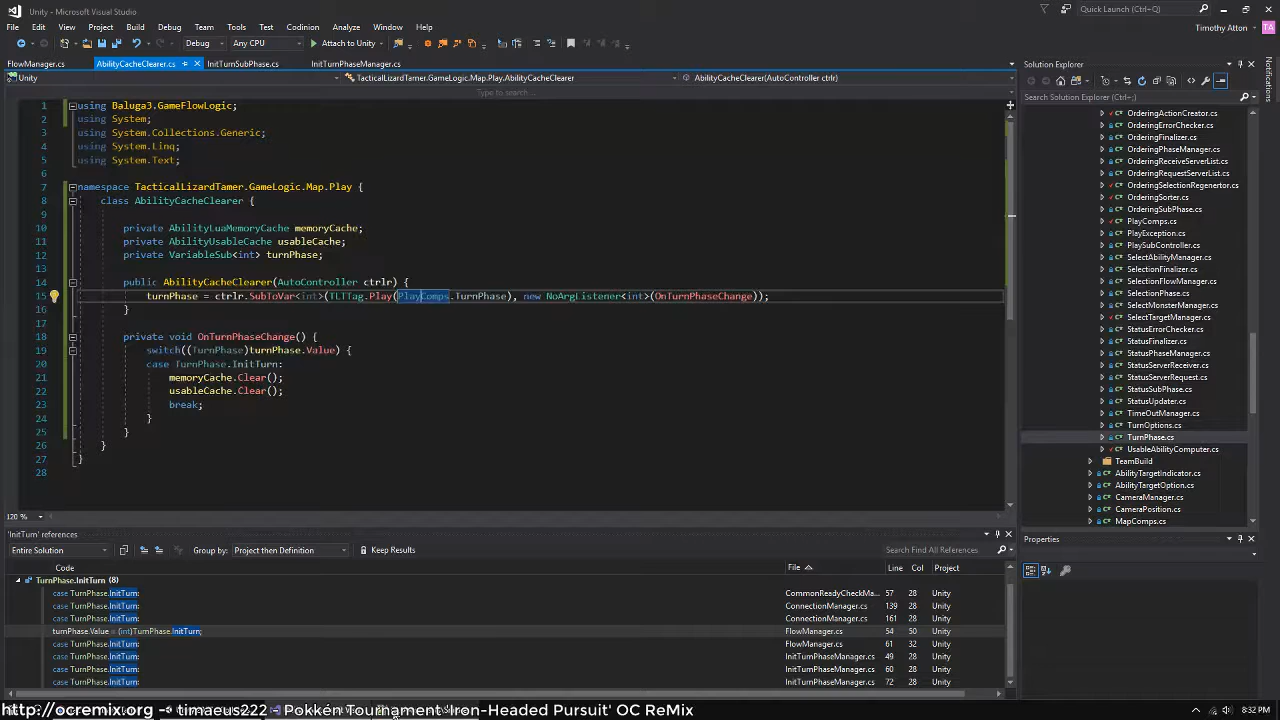 Unity - Microsoft Visual Studio
Quick Launch (Ctrl+Q)
File Edit View Project Build Debug Team Tools Test CodeMaid Analyze Window Help
Timothy Atton TA
Debug Any CPU Attach to Unity
FlowManager.cs AbilityCacheClearer.cs InitTurnSubPhase.cs InitTurnPhaseManager.cs
Unity TacticalLizardTamer.GameLogic.Map.Play.AbilityCacheClearer AbilityCacheClearer(AutoController ctrlr)
Type to search...
1 using Baluga3.GameFlowLogic;
2 using System;
3 using System.Collections.Generic;
4 using System.Linq;
5 using System.Text;
6
7 namespace TacticalLizardTamer.GameLogic.Map.Play {
8 class AbilityCacheClearer {
9
10 private AbilityLuaMemoryCache memoryCache;
11 private AbilityUsableCache usableCache;
12 private VariableSub<int> turnPhase;
13
14 public AbilityCacheClearer(AutoController ctrlr) {
15 turnPhase = ctrlr.SubToVar<int>(TLTTag.Play(PlayComps.TurnPhase), new NoArgListener<int>(OnTurnPhaseChange));
16 }
17
18 private void OnTurnPhaseChange() {
19 switch((TurnPhase)turnPhase.Value) {
20 case TurnPhase.InitTurn:
21 memoryCache.Clear();
22 usableCache.Clear();
23 break;
24 }
25 }
26 }
27 }
28
120 %
Solution Explorer
Search Solution Explorer (Ctrl+;)
OrderingActionCreator.cs
OrderingErrorChecker.cs
OrderingFinalizer.cs
OrderingPhaseManager.cs
OrderingReceiveServerList.cs
OrderingRequestServerList.cs
OrderingSelectionRegenertor.cs
OrderingSorter.cs
OrderingSubPhase.cs
PlayComps.cs
PlayException.cs
PlaySubController.cs
SelectAbilityManager.cs
SelectionFinalizer.cs
SelectionPhase.cs
SelectMonsterManager.cs
SelectTargetManager.cs
StatusErrorChecker.cs
StatusFinalizer.cs
StatusPhaseManager.cs
StatusServerReceiver.cs
StatusServerRequest.cs
StatusSubPhase.cs
StatusUpdater.cs
TimeOutManager.cs
TurnOptions.cs
TurnPhase.cs
UsableAbilityComputer.cs
TeamBuild
AbilityTargetIndicator.cs
AbilityTargetOption.cs
CameraManager.cs
CameraPosition.cs
MapComps.cs
Properties
Notifications
'InitTurn' references
Entire Solution Group by: Project then Definition Keep Results Search Find All References
Code File Line Col Project
TurnPhase.InitTurn (8)
case TurnPhase.InitTurn: CommonReadyCheckMa... 57 28 Unity
case TurnPhase.InitTurn: ConnectionManager.cs 139 28 Unity
case TurnPhase.InitTurn: ConnectionManager.cs 161 28 Unity
turnPhase.Value = (int)TurnPhase.InitTurn; FlowManager.cs 54 50 Unity
case TurnPhase.InitTurn: FlowManager.cs 61 32 Unity
case TurnPhase.InitTurn: InitTurnPhaseManager.cs 49 28 Unity
case TurnPhase.InitTurn: InitTurnPhaseManager.cs 60 28 Unity
case TurnPhase.InitTurn: InitTurnPhaseManager.cs 72 28 Unity
http://ocremix.org -- timaeus222 - Pokkén Tournament 'Iron-Headed Pursuit' OC ReMix
8:32 PM